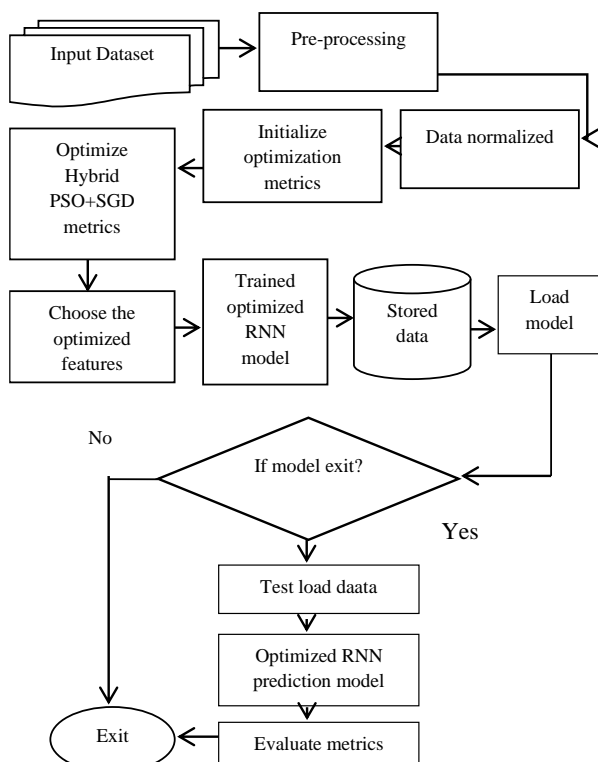 Input Dataset
Pre-processing
Data normalized
Initialize
optimization
metrics
Optimize
Hybrid
PSO+SGD
metrics
Choose the
optimized
features
Trained
optimized
RNN
model
Stored
data
Load
model
If model exit?
No
Yes
Test load daata
Optimized RNN
prediction model
Evaluate metrics
Exit